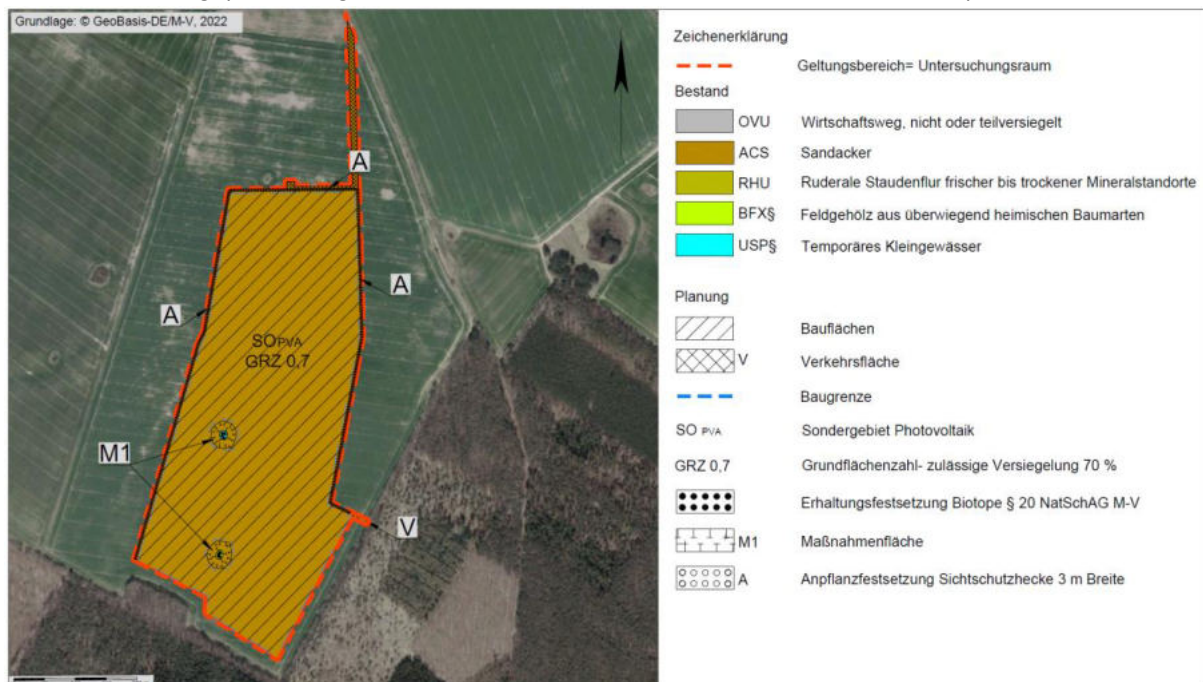 Grundlage: © GeoBasis-DE/M-V, 2022
A
A
A
SO PVA
GRZ 0,7
M1
V
Zeichenerklärung
Geltungsbereich= Untersuchungsraum
Bestand
OVU Wirtschaftsweg, nicht oder teilversiegelt
ACS Sandacker
RHU Ruderale Staudenflur frischer bis trockener Mineralstandorte
BFX§ Feldgehölz aus überwiegend heimischen Baumarten
USP§ Temporäres Kleingewässer
Planung
Bauflächen
V Verkehrsfläche
Baugrenze
SO PVA Sondergebiet Photovoltaik
GRZ 0,7 Grundflächenzahl- zulässige Versiegelung 70 %
Erhaltungsfestsetzung Biotope § 20 NatSchAG M-V
M1 Maßnahmenfläche
A Anpflanzfestsetzung Sichtschutzhecke 3 m Breite